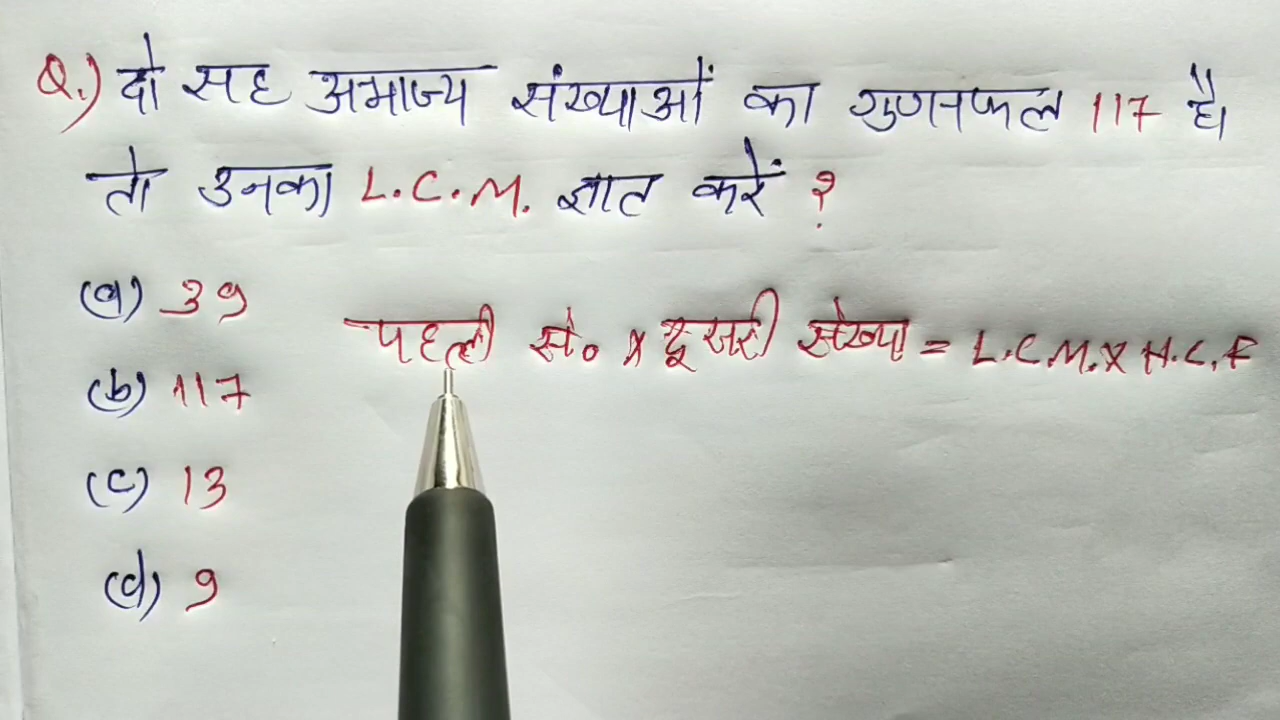 Q.) दो सह अभाज्य संख्याओं का गुणनफल 117 है।
तो उनका L.C.M. ज्ञात करें ?
(a) 39
पहली सं० x दूसरी संख्या = L.C.M. x H.C.F
(b) 117
(c) 13
(d) 9